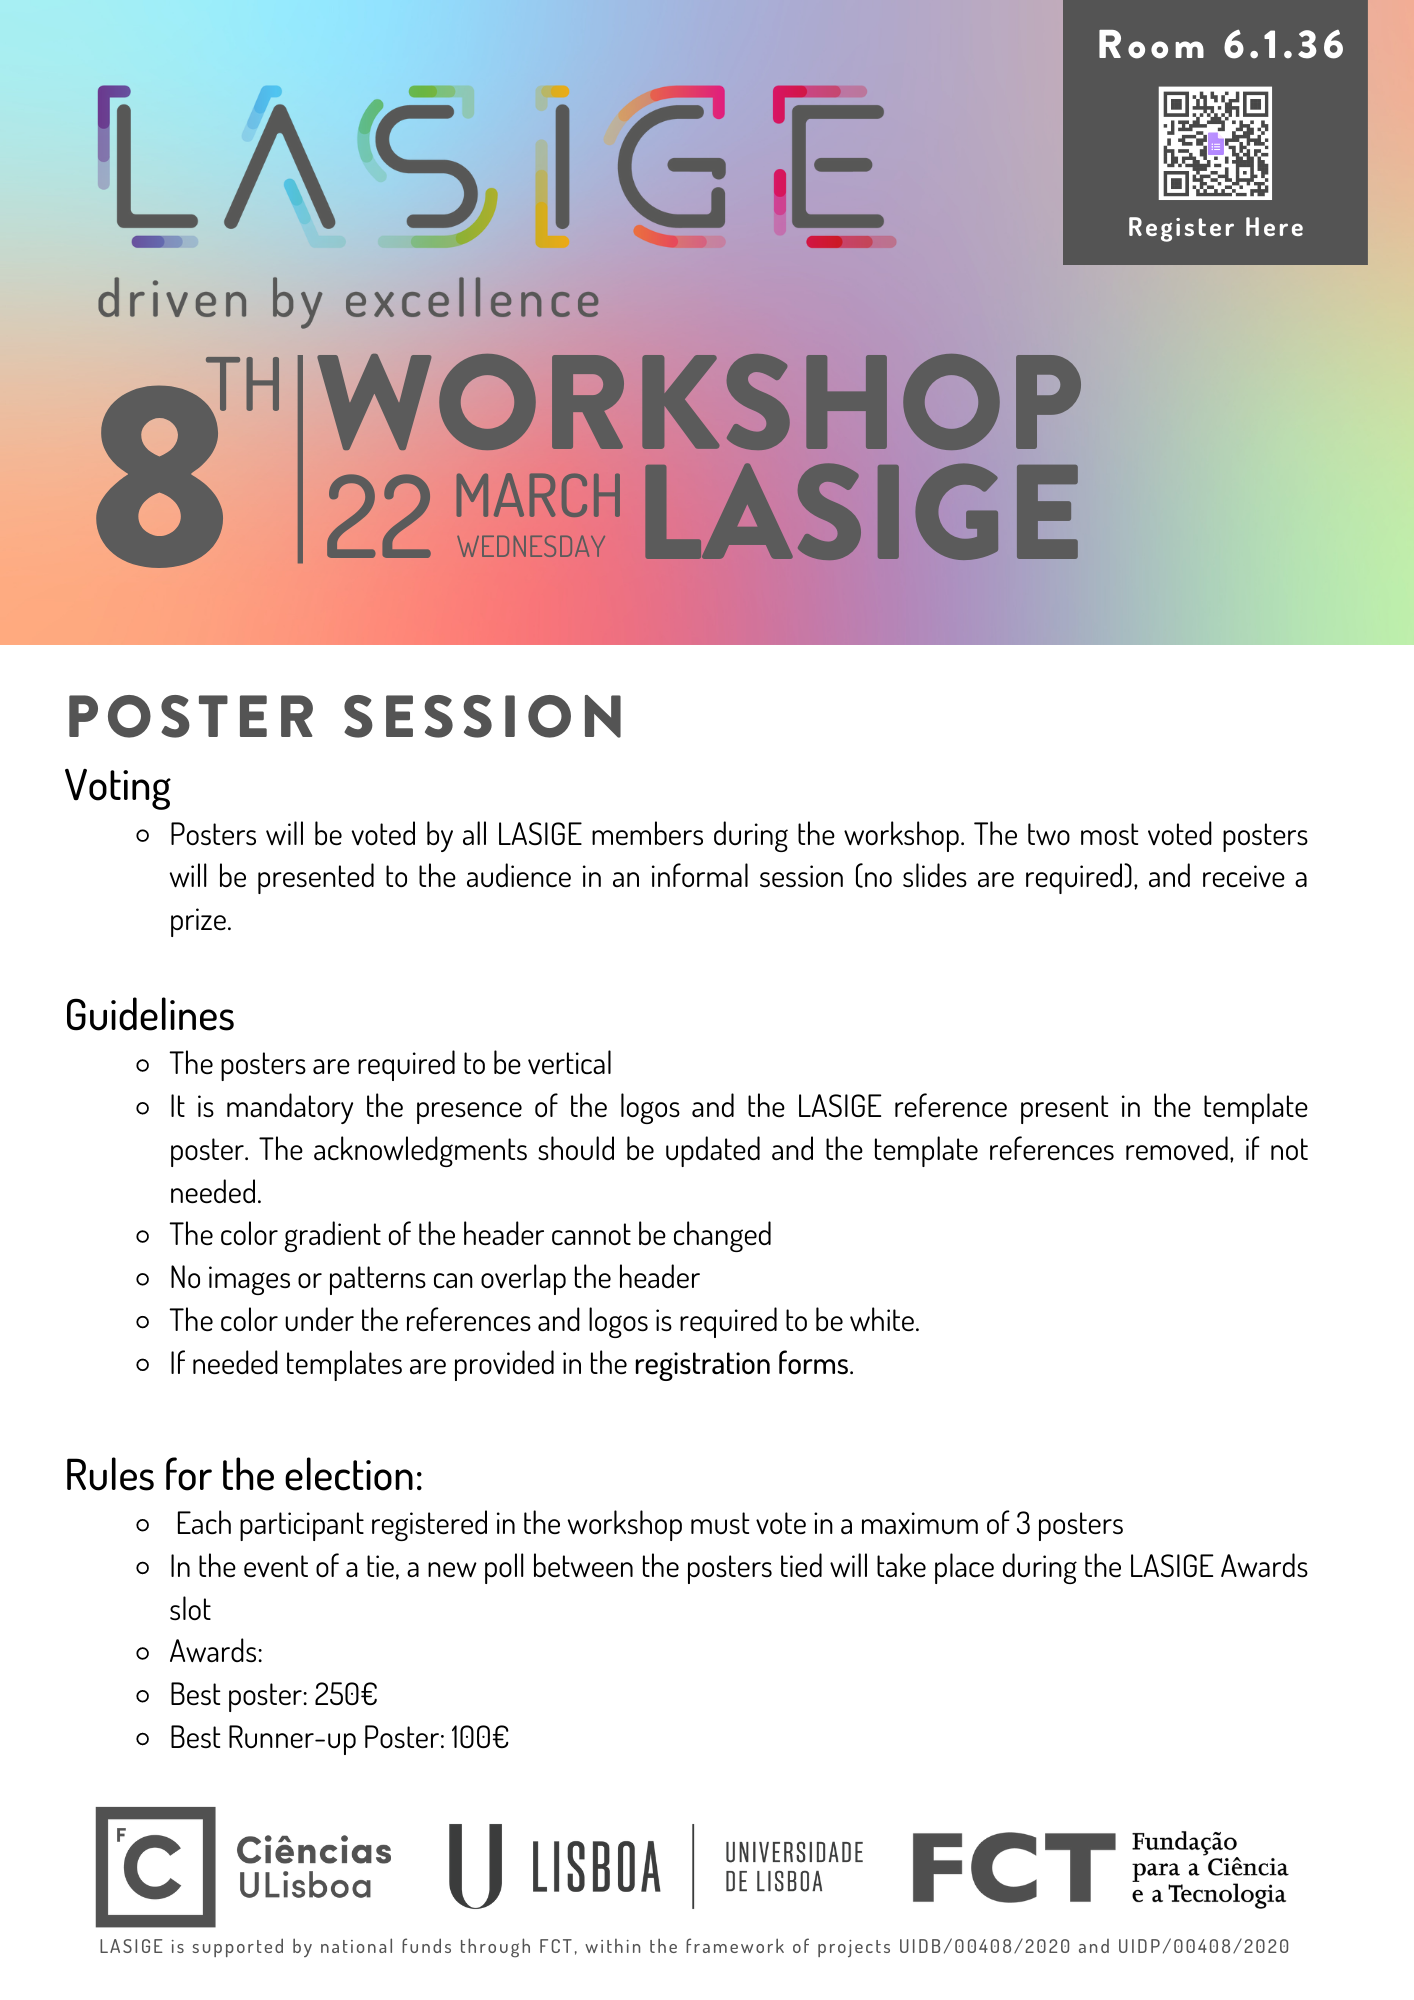 Room 6.1.36
Register Here
LASIGE
driven by excellence
8TH
WORKSHOP
22 MARCH
WEDNESDAY
LASIGE
POSTER SESSION
Voting
Posters will be voted by all LASIGE members during the workshop. The two most voted posters
will be presented to the audience in an informal session (no slides are required), and receive a
prize.
Guidelines
The posters are required to be vertical
It is mandatory the presence of the logos and the LASIGE reference present in the template
poster. The acknowledgments should be updated and the template references removed, if not
needed.
The color gradient of the header cannot be changed
No images or patterns can overlap the header
The color under the references and logos is required to be white.
If needed templates are provided in the registration forms.
Rules for the election:
Each participant registered in the workshop must vote in a maximum of 3 posters
In the event of a tie, a new poll between the posters tied will take place during the LASIGE Awards
slot
Awards:
Best poster: 250€
Best Runner-up Poster: 100€
F C
Ciências
ULisboa
U LISBOA
UNIVERSIDADE
DE LISBOA
FCT
Fundação
para a Ciência
e a Tecnologia
LASIGE is supported by national funds through FCT, within the framework of projects UIDB/00408/2020 and UIDP/00408/2020